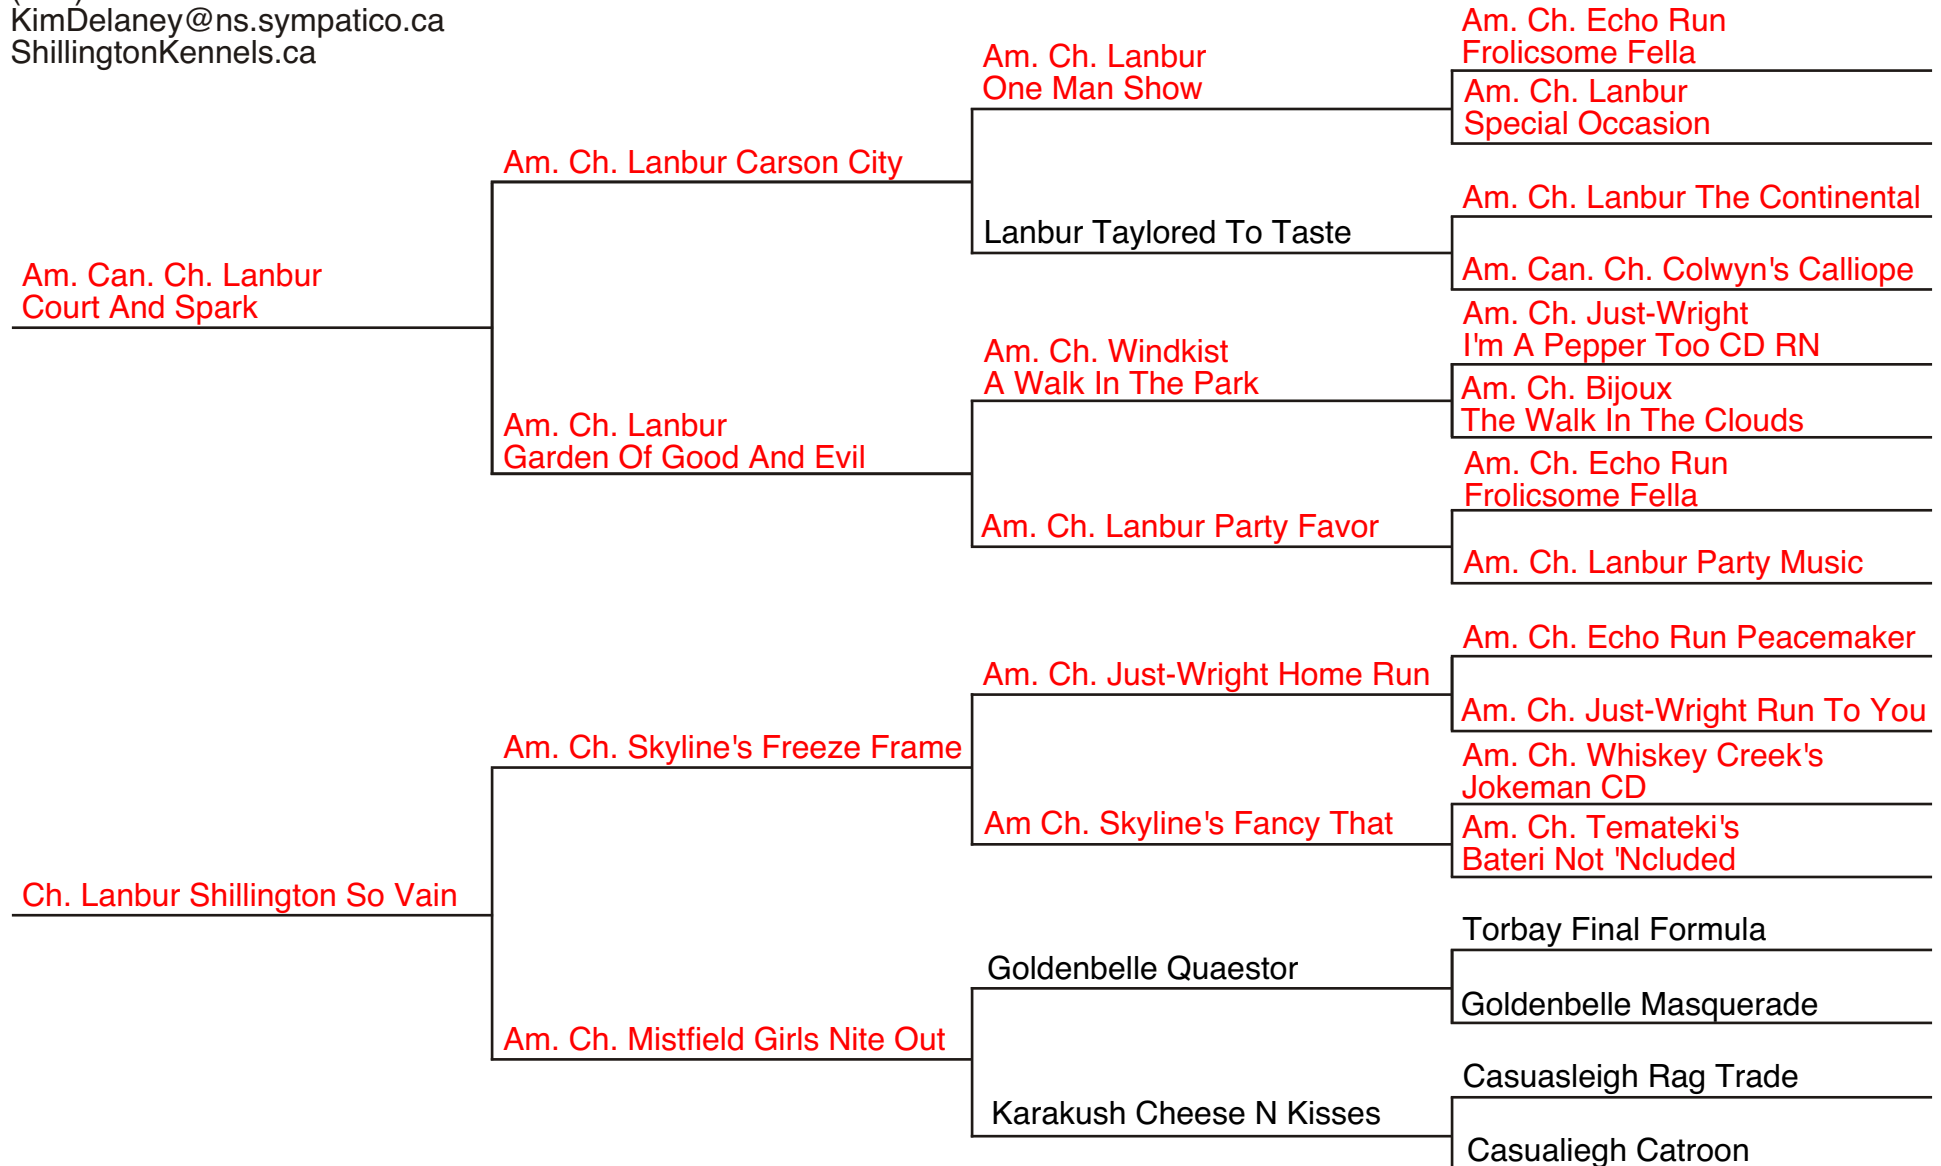 KimDelaney@ns.sympatico.ca
ShillingtonKennels.ca
Am. Can. Ch. Lanbur
Court And Spark
Ch. Lanbur Shillington So Vain
Am. Ch. Lanbur Carson City
Am. Ch. Lanbur
Garden Of Good And Evil
Am. Ch. Skyline's Freeze Frame
Am. Ch. Mistfield Girls Nite Out
Am. Ch. Lanbur
One Man Show
Lanbur Taylored To Taste
Am. Ch. Windkist
A Walk In The Park
Am. Ch. Lanbur Party Favor
Am. Ch. Just-Wright Home Run
Am Ch. Skyline's Fancy That
Goldenbelle Quaestor
Karakush Cheese N Kisses
Am. Ch. Echo Run
Frolicsome Fella
Am. Ch. Lanbur
Special Occasion
Am. Ch. Lanbur The Continental
Am. Can. Ch. Colwyn's Calliope
Am. Ch. Just-Wright
I'm A Pepper Too CD RN
Am. Ch. Bijoux
The Walk In The Clouds
Am. Ch. Echo Run
Frolicsome Fella
Am. Ch. Lanbur Party Music
Am. Ch. Echo Run Peacemaker
Am. Ch. Just-Wright Run To You
Am. Ch. Whiskey Creek's
Jokeman CD
Am. Ch. Temateki's
Bateri Not 'Ncluded
Torbay Final Formula
Goldenbelle Masquerade
Casuasleigh Rag Trade
Casualiegh Catroon